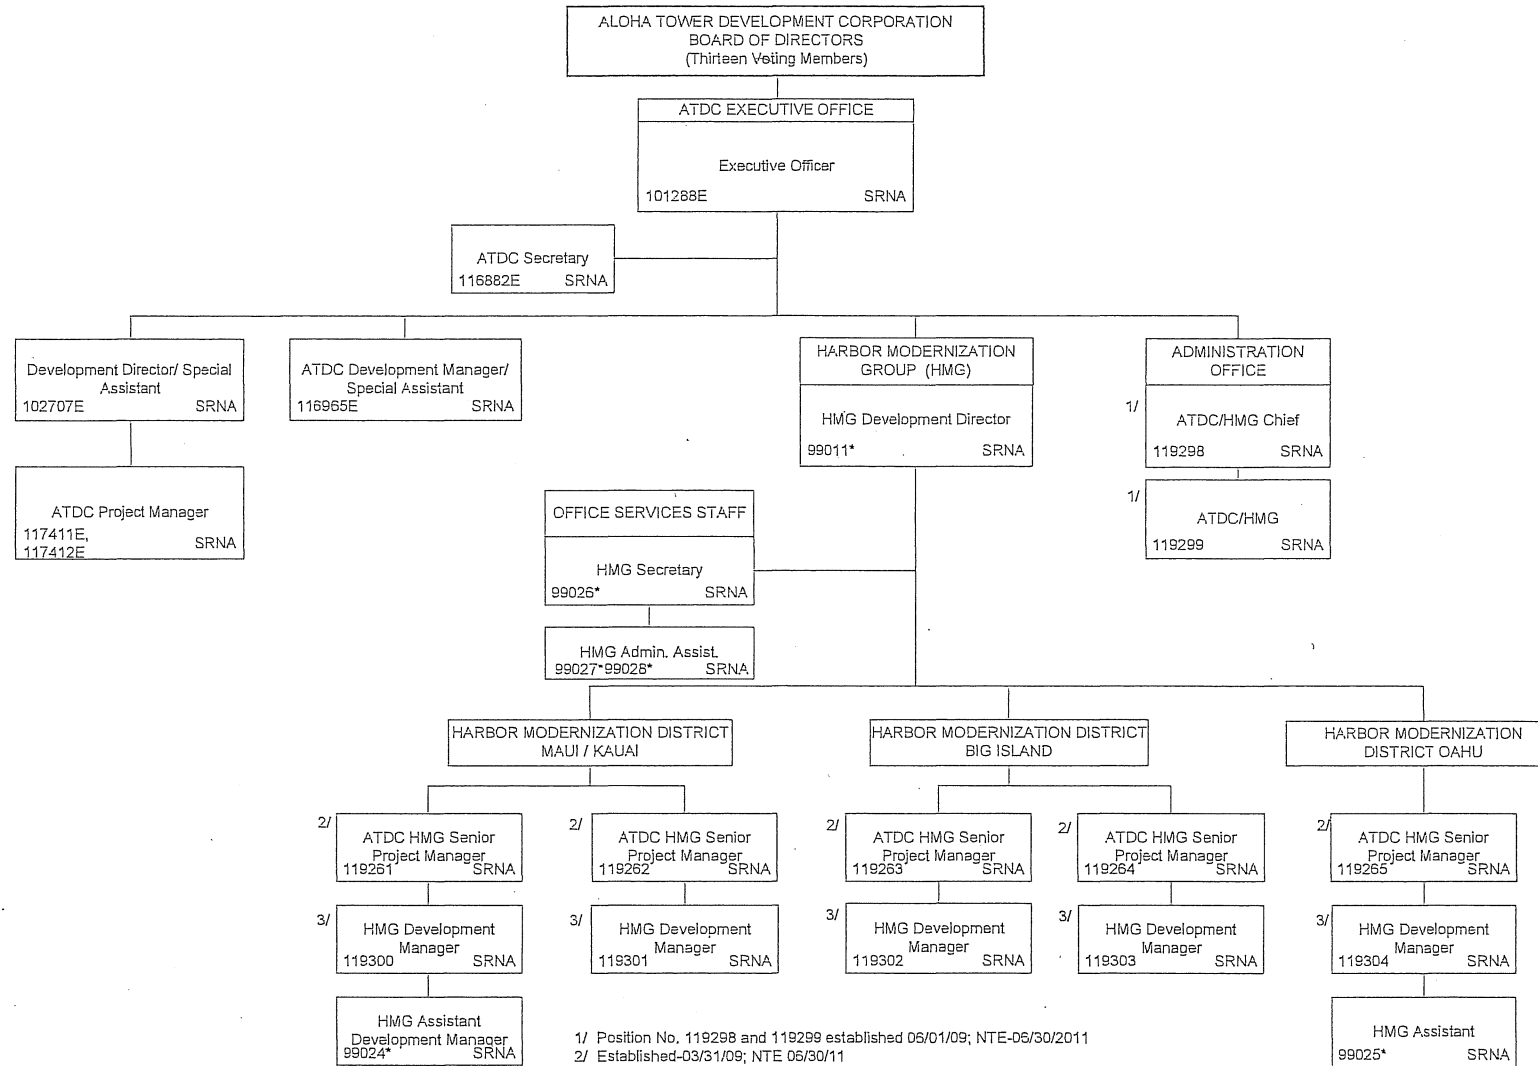 ALOHA TOWER DEVELOPMENT CORPORATION
BOARD OF DIRECTORS
(Thirteen Voting Members)
ATDC EXECUTIVE OFFICE
Executive Officer
101288E SRNA
ATDC Secretary
116882E SRNA
Development Director/ Special
Assistant
102707E SRNA
ATDC Development Manager/
Special Assistant
116965E SRNA
HARBOR MODERNIZATION
GROUP (HMG)
HMG Development Director
99011* SRNA
ADMINISTRATION
OFFICE
1/
ATDC/HMG Chief
119298 SRNA
ATDC Project Manager
117411E,
117412E SRNA
1/
ATDC/HMG
119299 SRNA
OFFICE SERVICES STAFF
HMG Secretary
99026* SRNA
HMG Admin. Assist.
99027*99028* SRNA
HARBOR MODERNIZATION DISTRICT
MAUI / KAUAI
HARBOR MODERNIZATION DISTRICT
BIG ISLAND
HARBOR MODERNIZATION
DISTRICT OAHU
2/
ATDC HMG Senior
Project Manager
119261 SRNA
2/
ATDC HMG Senior
Project Manager
119262 SRNA
2/
ATDC HMG Senior
Project Manager
119263 SRNA
2/
ATDC HMG Senior
Project Manager
119264 SRNA
2/
ATDC HMG Senior
Project Manager
119265 SRNA
3/
HMG Development
Manager
119300 SRNA
3/
HMG Development
Manager
119301 SRNA
3/
HMG Development
Manager
119302 SRNA
3/
HMG Development
Manager
119303 SRNA
3/
HMG Development
Manager
119304 SRNA
HMG Assistant
Development Manager
99024* SRNA
HMG Assistant
99025* SRNA
1/ Position No. 119298 and 119299 established 06/01/09; NTE-06/30/2011
2/ Established-03/31/09; NTE 06/30/11